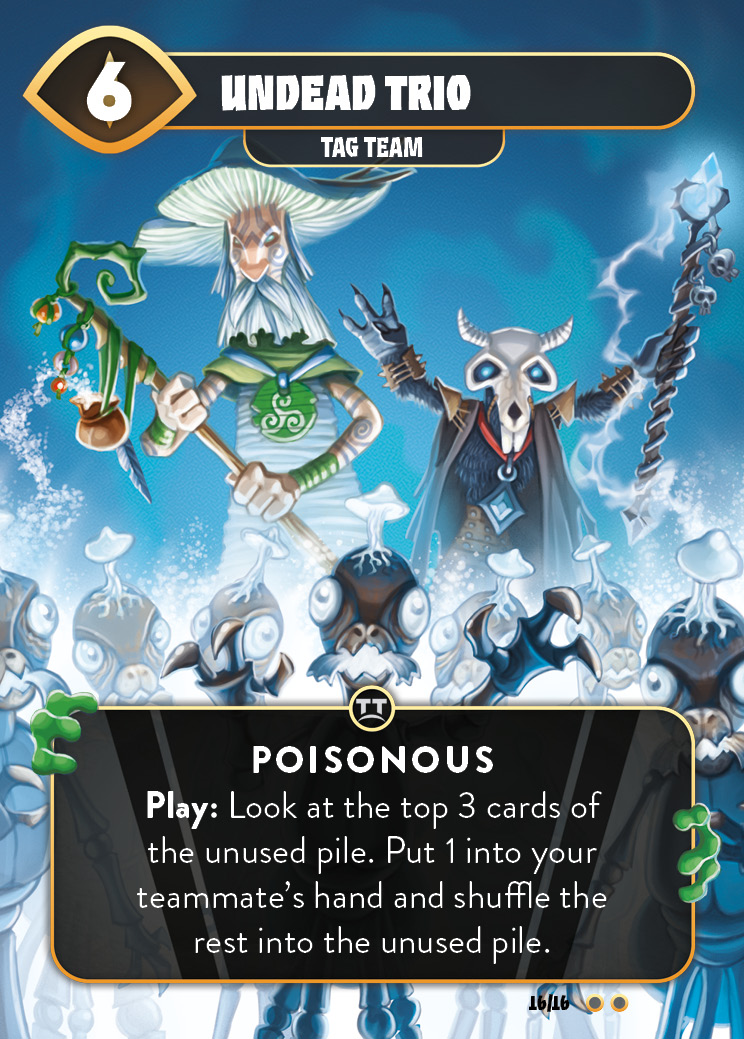 6
UNDEAD TRIO
TAG TEAM
TT
POISONOUS
Play: Look at the top 3 cards of
the unused pile. Put 1 into your
teammate's hand and shuffle the
rest into the unused pile.
16/16